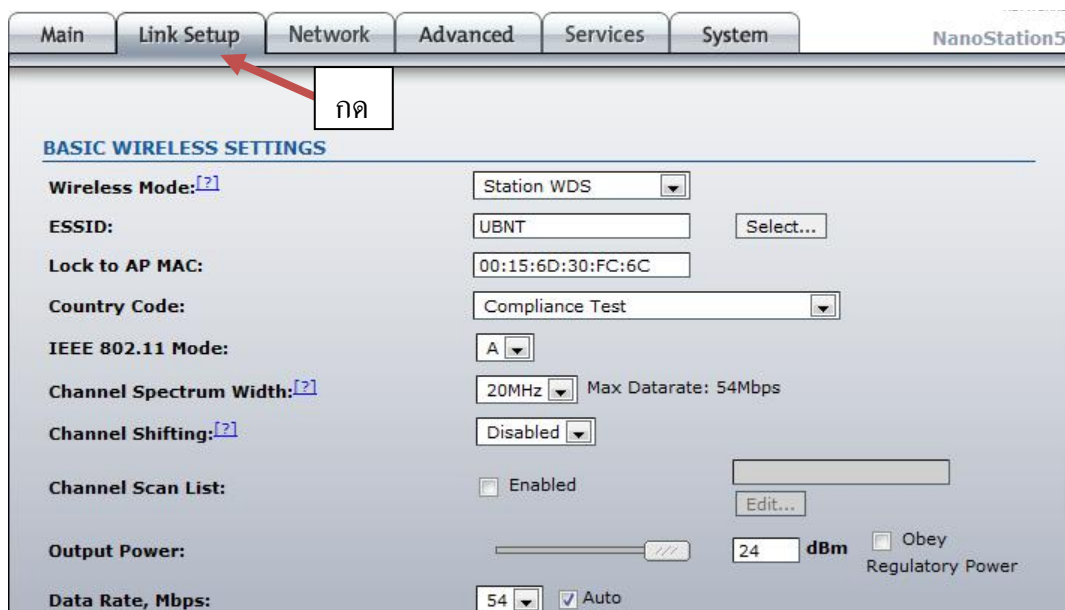 Main Link Setup Network Advanced Services System NanoStation5
กด
BASIC WIRELESS SETTINGS
Wireless Mode:[?] Station WDS
ESSID: UBNT Select...
Lock to AP MAC: 00:15:6D:30:FC:6C
Country Code: Compliance Test
IEEE 802.11 Mode: A
Channel Spectrum Width:[?] 20MHz Max Datarate: 54Mbps
Channel Shifting:[?] Disabled
Channel Scan List: Enabled
Edit...
Output Power: 24 dBm Obey
Regulatory Power
Data Rate, Mbps: 54 Auto